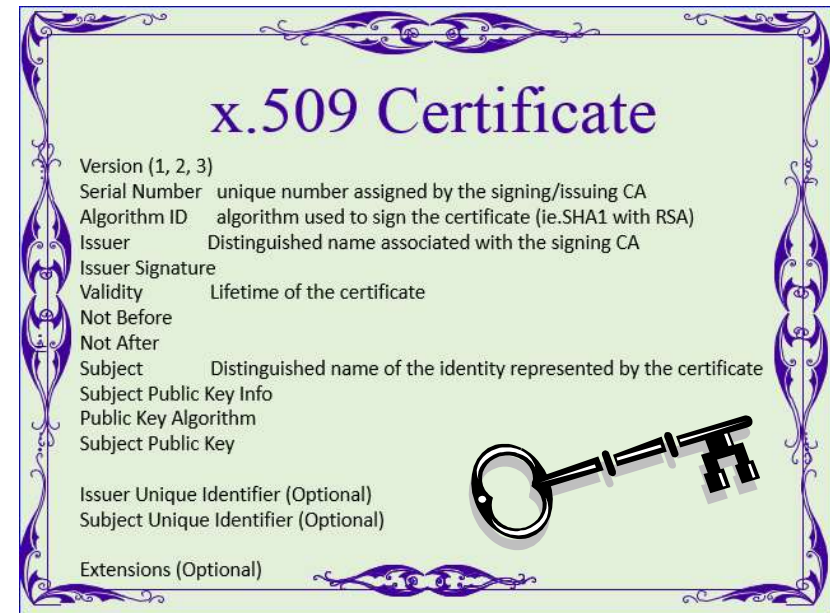 x.509 Certificate
Version (1, 2, 3)
Serial Number unique number assigned by the signing/issuing CA
Algorithm ID algorithm used to sign the certificate (ie.SHA1 with RSA)
Issuer Distinguished name associated with the signing CA
Issuer Signature
Validity Lifetime of the certificate
Not Before
Not After
Subject Distinguished name of the identity represented by the certificate
Subject Public Key Info
Public Key Algorithm
Subject Public Key
Issuer Unique Identifier (Optional)
Subject Unique Identifier (Optional)
Extensions (Optional)